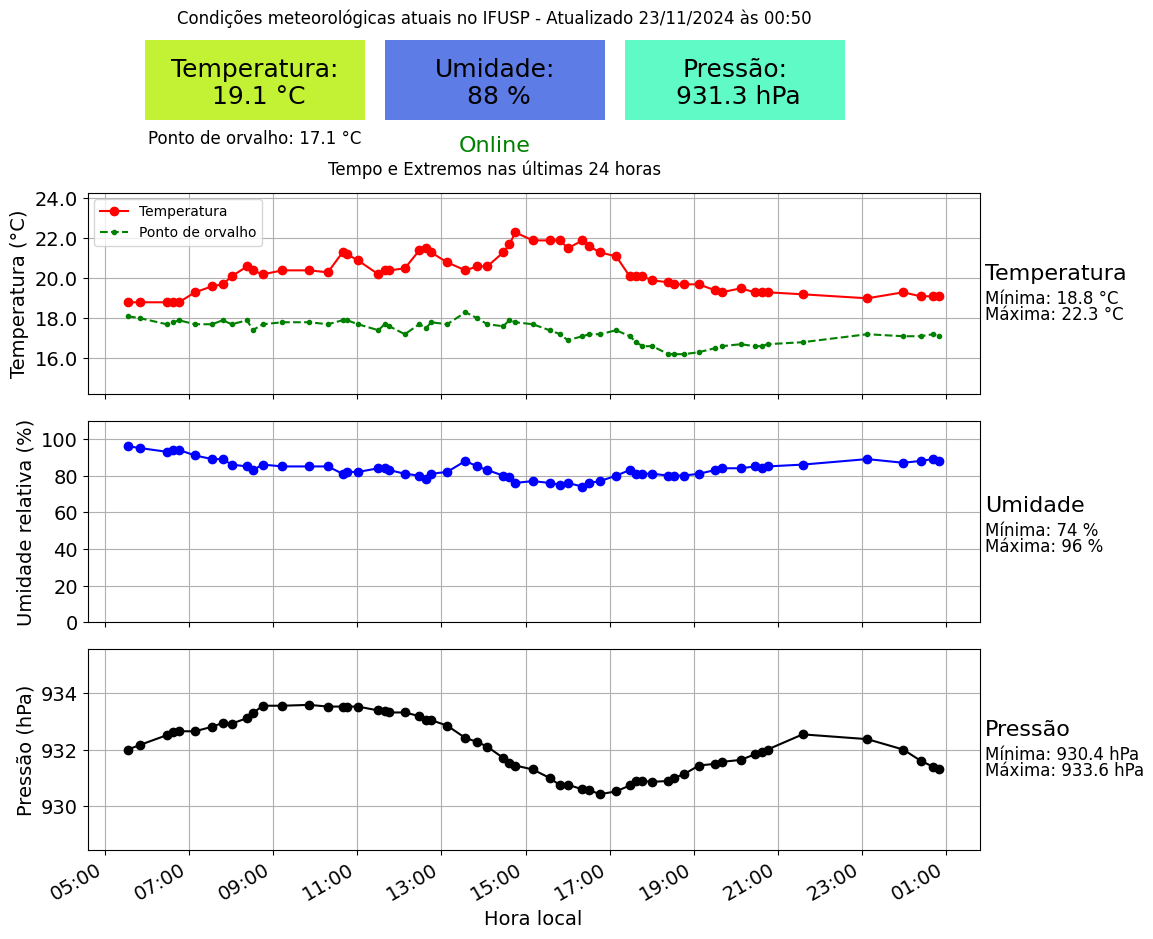 Condições meteorológicas atuais no IFUSP - Atualizado 23/11/2024 às 00:50
Temperatura:
19.1 °C
Umidade:
88 %
Pressão:
931.3 hPa
Ponto de orvalho: 17.1 °C
Online
Tempo e Extremos nas últimas 24 horas
Temperatura (°C)
24.0
22.0
20.0
18.0
16.0
Temperatura
Ponto de orvalho
Temperatura
Mínima: 18.8 °C
Máxima: 22.3 °C
Umidade relativa (%)
100
80
60
40
20
0
Umidade
Mínima: 74 %
Máxima: 96 %
Pressão (hPa)
934
932
930
Pressão
Mínima: 930.4 hPa
Máxima: 933.6 hPa
05:00 07:00 09:00 11:00 13:00 15:00 17:00 19:00 21:00 23:00 01:00
Hora local